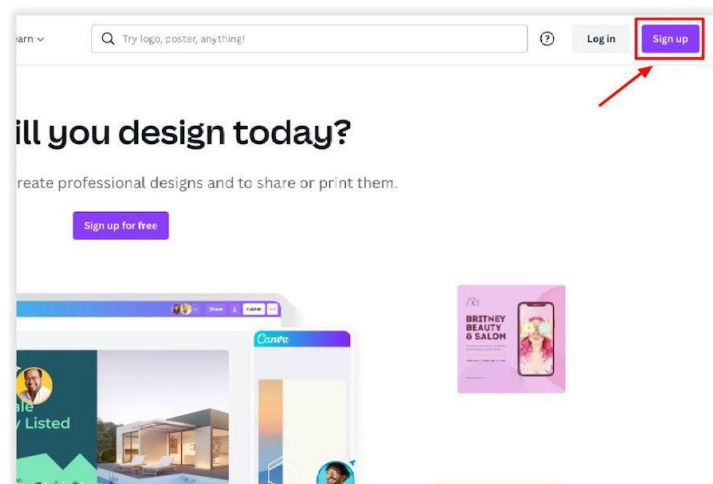 arn
Try logo, poster, anything!
Log in
Sign up
ill you design today?
reate professional designs and to share or print them.
Sign up for free
Share
Publish
Canva
BRITNEY
BEAUTY
& SALON
ale
Listed